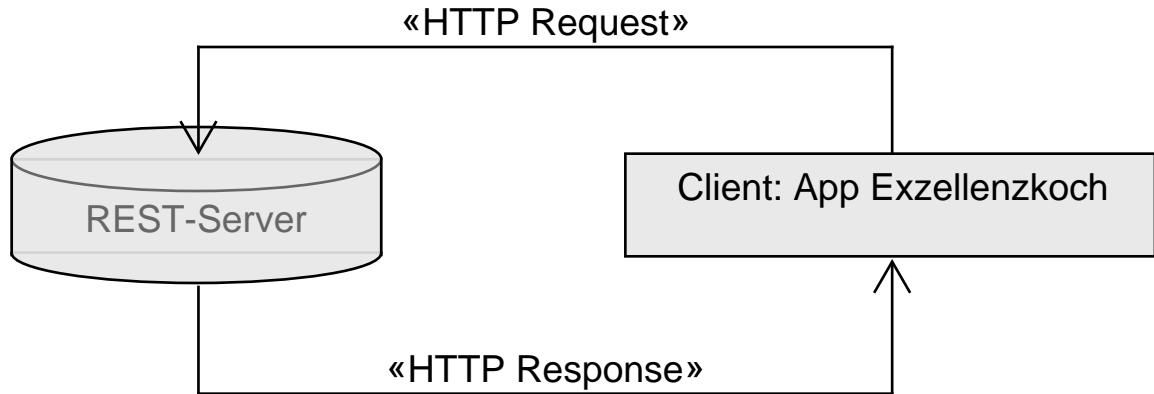 «HTTP Request»
REST-Server
Client: App Exzellenzkoch
«HTTP Response»